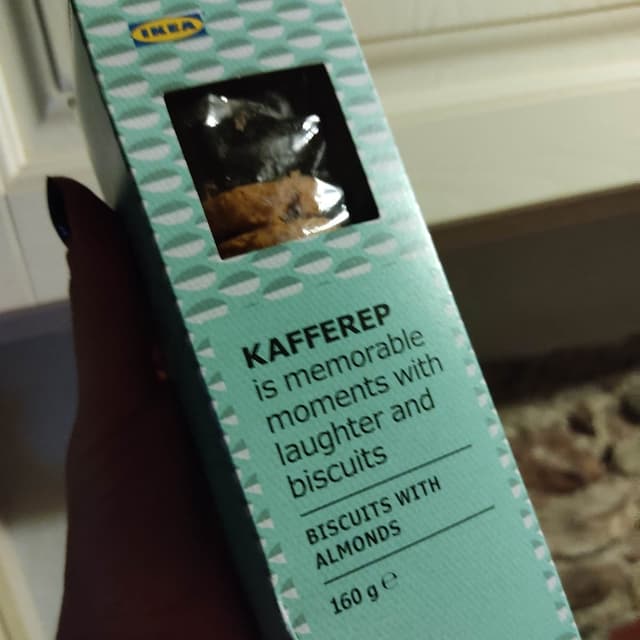 IKEA
KAFFEREP
is memorable
moments with
laughter and
biscuits
BISCUITS WITH
ALMONDS
160 g ℮